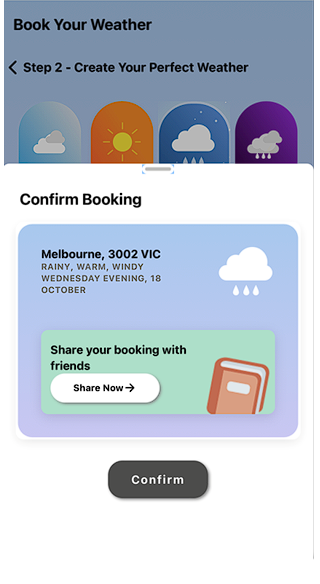 Book Your Weather
Step 2 - Create Your Perfect Weather
Confirm Booking
Melbourne, 3002 VIC
RAINY, WARM, WINDY
WEDNESDAY EVENING, 18
OCTOBER
Share your booking with
friends
Share Now
Confirm